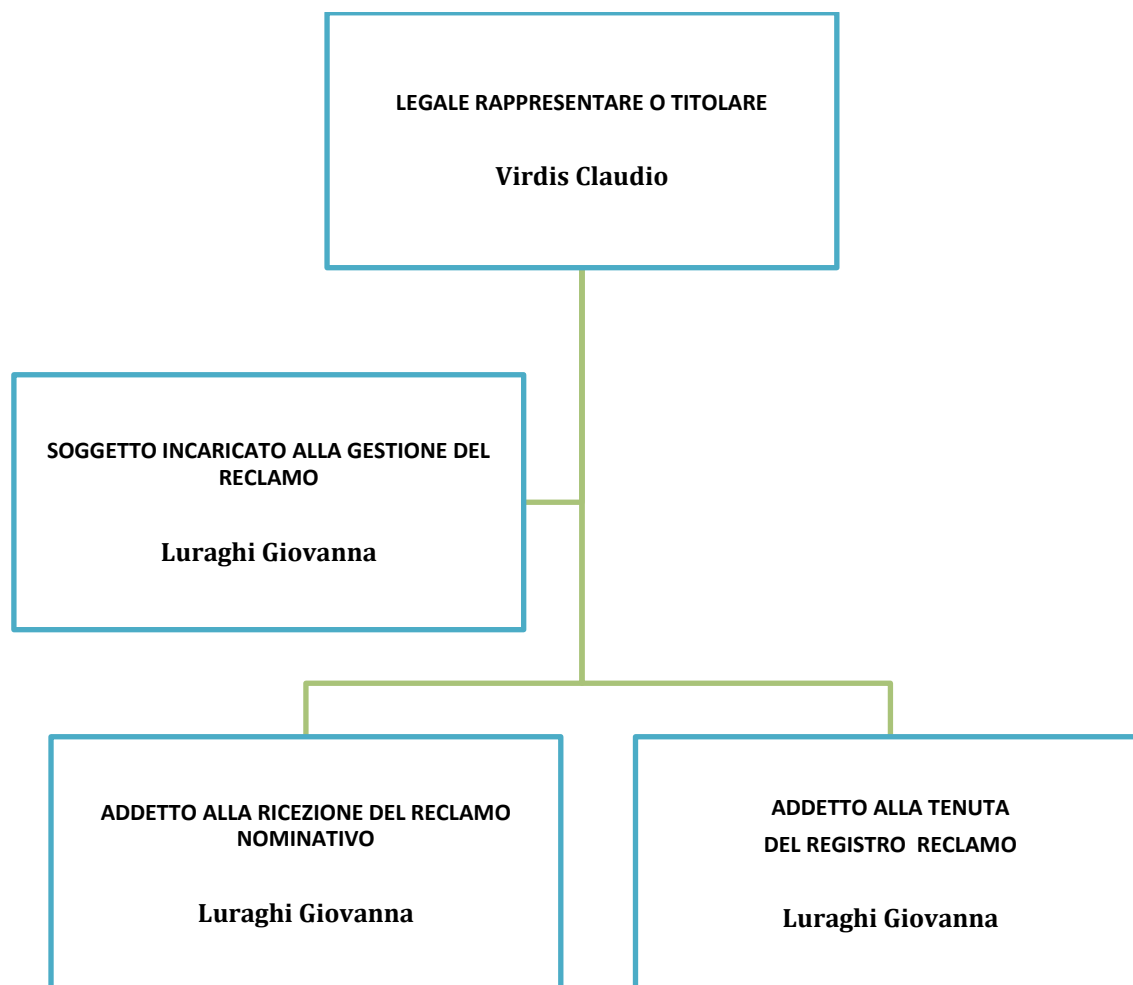 LEGALE RAPPRESENTARE O TITOLARE
Virdis Claudio
SOGGETTO INCARICATO ALLA GESTIONE DEL
RECLAMO
Luraghi Giovanna
ADDETTO ALLA RICEZIONE DEL RECLAMO
NOMINATIVO
Luraghi Giovanna
ADDETTO ALLA TENUTA
DEL REGISTRO RECLAMO
Luraghi Giovanna